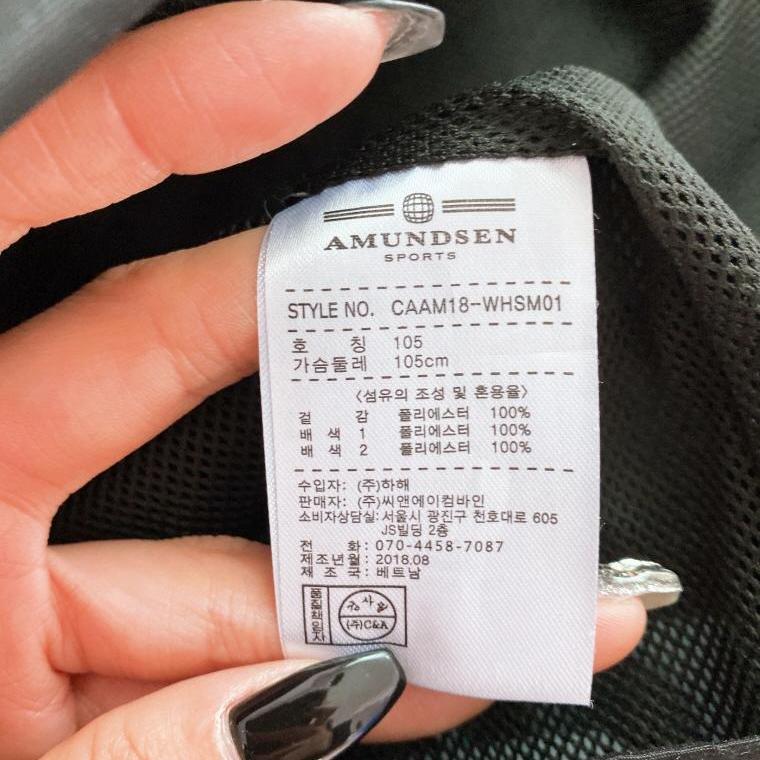 AMUNDSEN
SPORTS
STYLE NO. CAAM18-WHSM01
호 칭 105
가슴둘레 105cm
〈섬유의 조성 및 혼용율〉
겉 감 폴리에스터 100%
배 색 1 폴리에스터 100%
배 색 2 폴리에스터 100%
수입자: (주)하해
판매자: (주)씨앤에이컴바인
소비자상담실: 서울시 광진구 천호대로 605
JS빌딩 2층
전 화: 070-4458-7087
제조년월: 2018.08
제 조 국: 베트남
품질책임자
(주)C&A